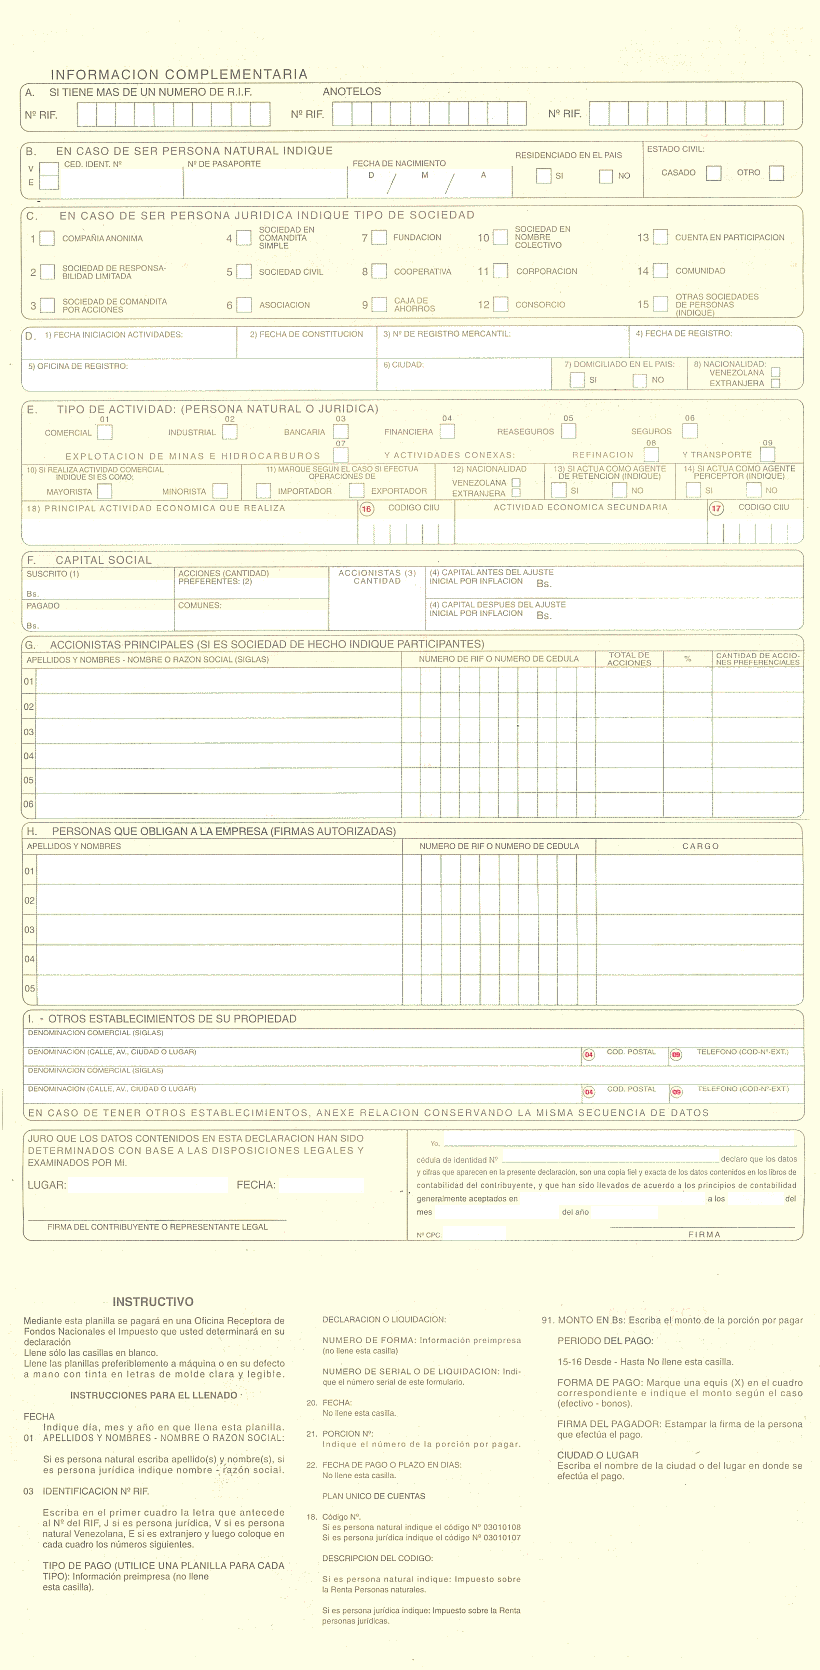 INFORMACION COMPLEMENTARIA
A. SI TIENE MAS DE UN NUMERO DE R.I.F. ANOTELOS
Nº RIF. Nº RIF. Nº RIF.
B. EN CASO DE SER PERSONA NATURAL INDIQUE
V E CED. IDENT. Nº Nº DE PASAPORTE FECHA DE NACIMIENTO D / M / A
RESIDENCIADO EN EL PAIS SI NO
ESTADO CIVIL: CASADO OTRO
C. EN CASO DE SER PERSONA JURIDICA INDIQUE TIPO DE SOCIEDAD
1 COMPAÑIA ANONIMA 4 SOCIEDAD EN COMANDITA SIMPLE 7 FUNDACION 10 SOCIEDAD EN NOMBRE COLECTIVO 13 CUENTA EN PARTICIPACION
2 SOCIEDAD DE RESPONSA-BILIDAD LIMITADA 5 SOCIEDAD CIVIL 8 COOPERATIVA 11 CORPORACION 14 COMUNIDAD
3 SOCIEDAD DE COMANDITA POR ACCIONES 6 ASOCIACION 9 CAJA DE AHORROS 12 CONSORCIO 15 OTRAS SOCIEDADES DE PERSONAS (INDIQUE)
D. 1) FECHA INICIACION ACTIVIDADES: 2) FECHA DE CONSTITUCION 3) Nº DE REGISTRO MERCANTIL: 4) FECHA DE REGISTRO:
5) OFICINA DE REGISTRO: 6) CIUDAD: 7) DOMICILIADO EN EL PAIS: SI NO 8) NACIONALIDAD: VENEZOLANA EXTRANJERA
E. TIPO DE ACTIVIDAD: (PERSONA NATURAL O JURIDICA)
01 02 03 04 05 06
COMERCIAL INDUSTRIAL BANCARIA FINANCIERA REASEGUROS SEGUROS
07 08 09
EXPLOTACION DE MINAS E HIDROCARBUROS Y ACTIVIDADES CONEXAS: REFINACION Y TRANSPORTE
10) SI REALIZA ACTIVIDAD COMERCIAL INDIQUE SI ES COMO: MAYORISTA MINORISTA
11) MARQUE SEGUN EL CASO SI EFECTUA OPERACIONES DE IMPORTADOR EXPORTADOR
12) NACIONALIDAD VENEZOLANA EXTRANJERA
13) SI ACTUA COMO AGENTE DE RETENCION (INDIQUE) SI NO
14) SI ACTUA COMO AGENTE PERCEPTOR (INDIQUE) SI NO
18) PRINCIPAL ACTIVIDAD ECONOMICA QUE REALIZA 16 CODIGO CIIU ACTIVIDAD ECONOMICA SECUNDARIA 17 CODIGO CIIU
F. CAPITAL SOCIAL
SUSCRITO (1) Bs. ACCIONES (CANTIDAD) PREFERENTES: (2) ACCIONISTAS (3) CANTIDAD (4) CAPITAL ANTES DEL AJUSTE INICIAL POR INFLACION Bs.
PAGADO Bs. COMUNES: (4) CAPITAL DESPUES DEL AJUSTE INICIAL POR INFLACION Bs.
G. ACCIONISTAS PRINCIPALES (SI ES SOCIEDAD DE HECHO INDIQUE PARTICIPANTES)
APELLIDOS Y NOMBRES - NOMBRE O RAZON SOCIAL (SIGLAS) NUMERO DE RIF O NUMERO DE CEDULA TOTAL DE ACCIONES % CANTIDAD DE ACCIO-NES PREFERENCIALES
01
02
03
04
05
06
H. PERSONAS QUE OBLIGAN A LA EMPRESA (FIRMAS AUTORIZADAS)
APELLIDOS Y NOMBRES NUMERO DE RIF O NUMERO DE CEDULA CARGO
01
02
03
04
05
I. - OTROS ESTABLECIMIENTOS DE SU PROPIEDAD
DENOMINACION COMERCIAL (SIGLAS)
DENOMINACION (CALLE, AV., CIUDAD O LUGAR) 04 COD. POSTAL 09 TELEFONO (COD-Nº-EXT.)
DENOMINACION COMERCIAL (SIGLAS)
DENOMINACION (CALLE, AV., CIUDAD O LUGAR) 04 COD. POSTAL 09 TELEFONO (COD-Nº-EXT)
EN CASO DE TENER OTROS ESTABLECIMIENTOS, ANEXE RELACION CONSERVANDO LA MISMA SECUENCIA DE DATOS
JURO QUE LOS DATOS CONTENIDOS EN ESTA DECLARACION HAN SIDO
DETERMINADOS CON BASE A LAS DISPOSICIONES LEGALES Y
EXAMINADOS POR MI.
LUGAR: FECHA:
FIRMA DEL CONTRIBUYENTE O REPRESENTANTE LEGAL
Yo,
cédula de identidad Nº declaro que los datos
y cifras que aparecen en la presente declaración, son una copia fiel y exacta de los datos contenidos en los libros de
contabilidad del contribuyente, y que han sido llevados de acuerdo a los principios de contabilidad
generalmente aceptados en a los del
mes del año
Nº CPC FIRMA
INSTRUCTIVO
Mediante esta planilla se pagará en una Oficina Receptora de
Fondos Nacionales el Impuesto que usted determinará en su
declaración
Llene sólo las casillas en blanco.
Llene las planillas preferiblemente a máquina o en su defecto
a mano con tinta en letras de molde clara y legible.
INSTRUCCIONES PARA EL LLENADO
FECHA
Indique día, mes y año en que llena esta planilla.
01 APELLIDOS Y NOMBRES - NOMBRE O RAZON SOCIAL:
Si es persona natural escriba apellido(s) y nombre(s), si
es persona jurídica indique nombre - razón social.
03 IDENTIFICACION Nº RIF.
Escriba en el primer cuadro la letra que antecede
al Nº del RIF, J si es persona jurídica, V si es persona
natural Venezolana, E si es extranjero y luego coloque en
cada cuadro los números siguientes.
TIPO DE PAGO (UTILICE UNA PLANILLA PARA CADA
TIPO): Información preimpresa (no llene
esta casilla).
DECLARACION O LIQUIDACION:
NUMERO DE FORMA: Información preimpresa
(no llene esta casilla)
NUMERO DE SERIAL O DE LIQUIDACION: Indi-
que el número serial de este formulario.
20. FECHA:
No llene esta casilla.
21. PORCION Nº:
Indique el número de la porción por pagar.
22. FECHA DE PAGO O PLAZO EN DIAS:
No llene esta casilla.
PLAN UNICO DE CUENTAS
18. Código Nº.
Si es persona natural indique el código Nº 03010108
Si es persona jurídica indique el código Nº 03010107
DESCRIPCION DEL CODIGO:
Si es persona natural indique: Impuesto sobre
la Renta Personas naturales.
Si es persona jurídica indique: Impuesto sobre la Renta
personas jurídicas.
91. MONTO EN Bs: Escriba el monto de la porción por pagar
PERIODO DEL PAGO:
15-16 Desde - Hasta No llene esta casilla.
FORMA DE PAGO: Marque una equis (X) en el cuadro
correspondiente e indique el monto según el caso
(efectivo - bonos).
FIRMA DEL PAGADOR: Estampar la firma de la persona
que efectúa el pago.
CIUDAD O LUGAR
Escriba el nombre de la ciudad o del lugar en donde se
efectúa el pago.